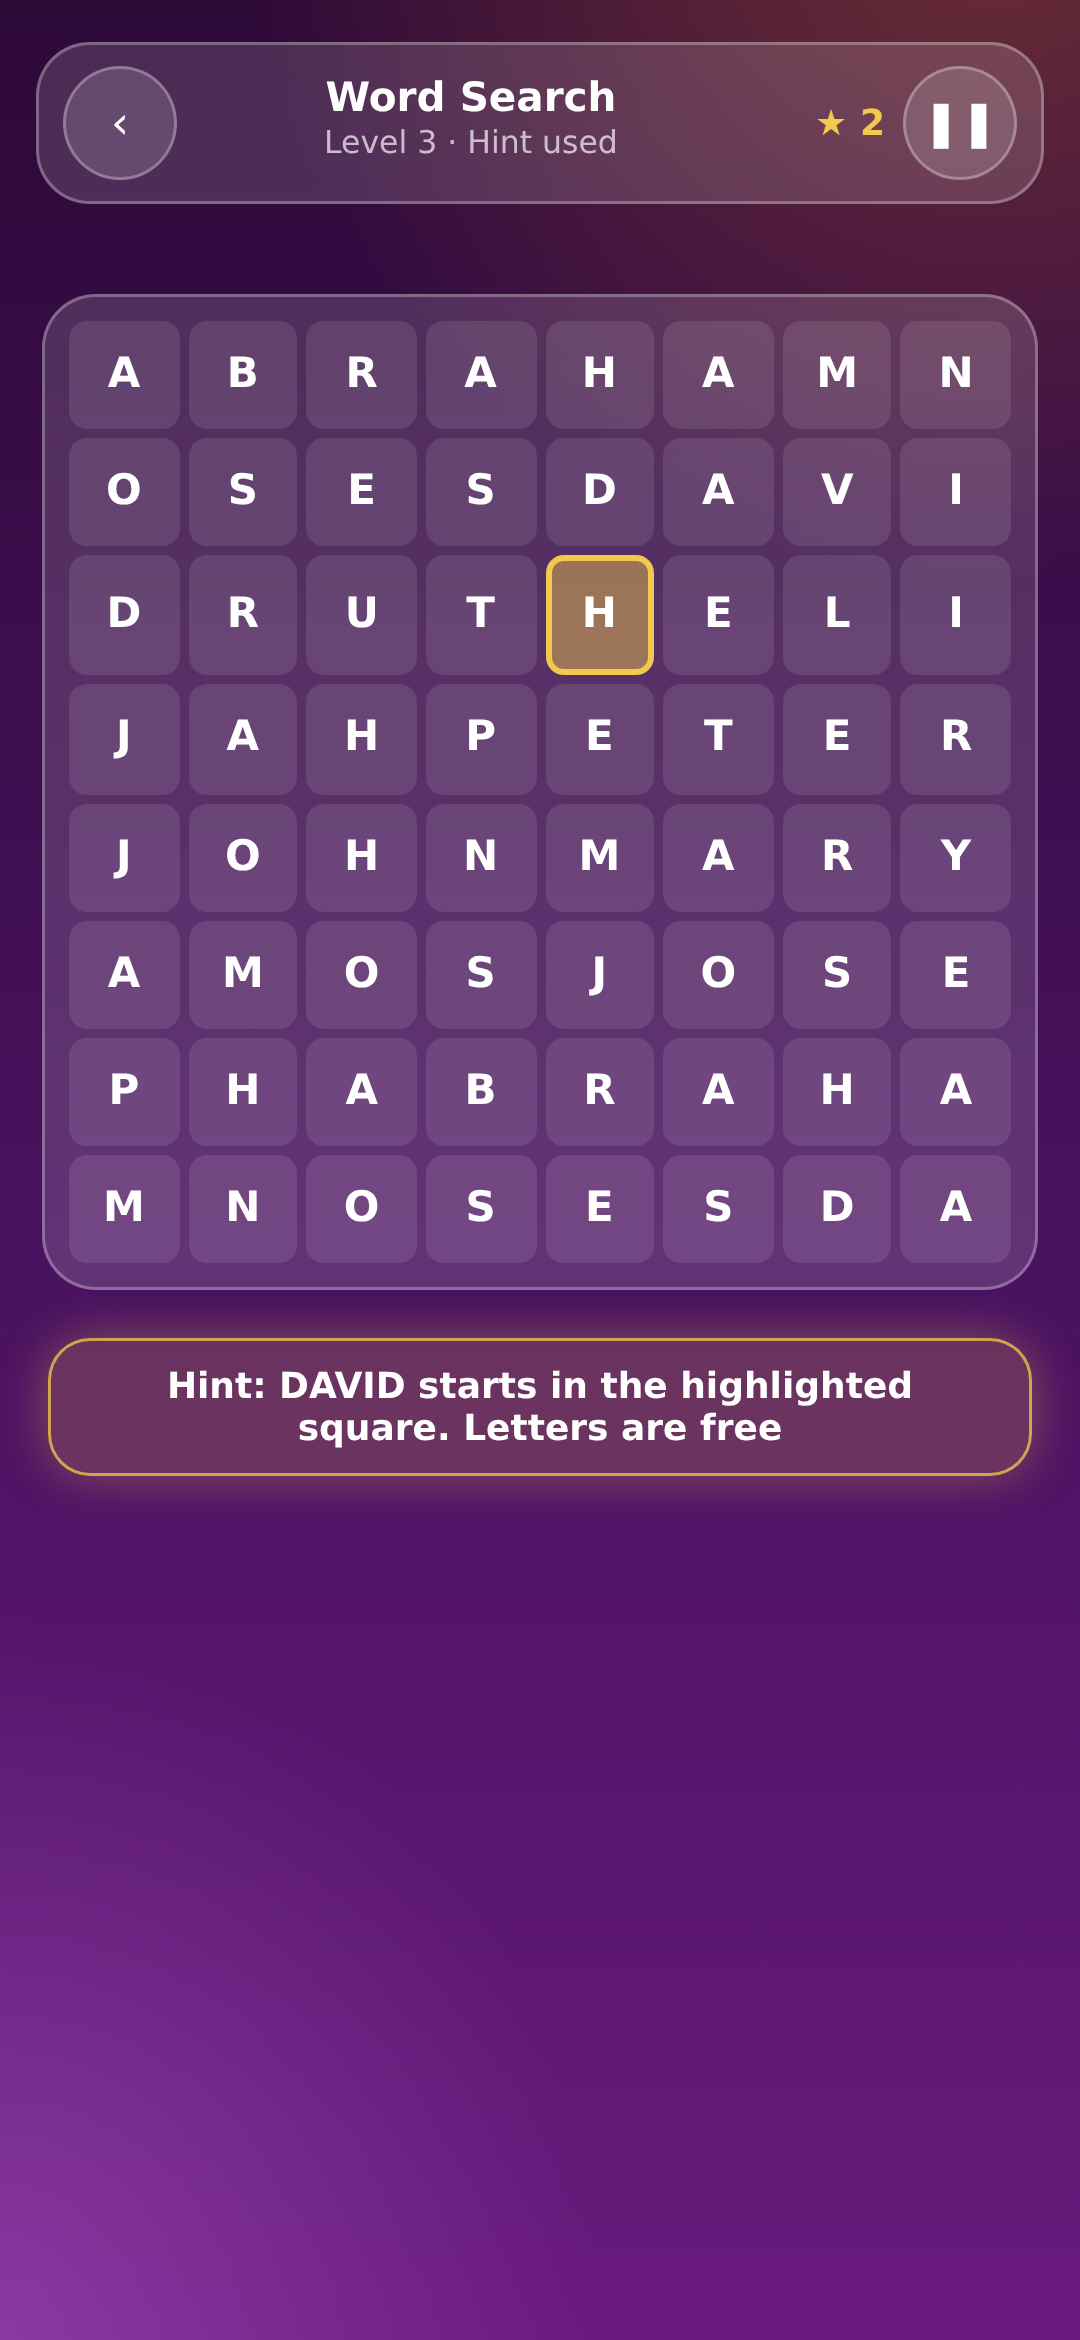 ‹
Word Search
Level 3 · Hint used
★ 2
❚❚
A B R A H A M N
O S E S D A V I
D R U T H E L I
J A H P E T E R
J O H N M A R Y
A M O S J O S E
P H A B R A H A
M N O S E S D A
Hint: DAVID starts in the highlighted
square. Letters are free